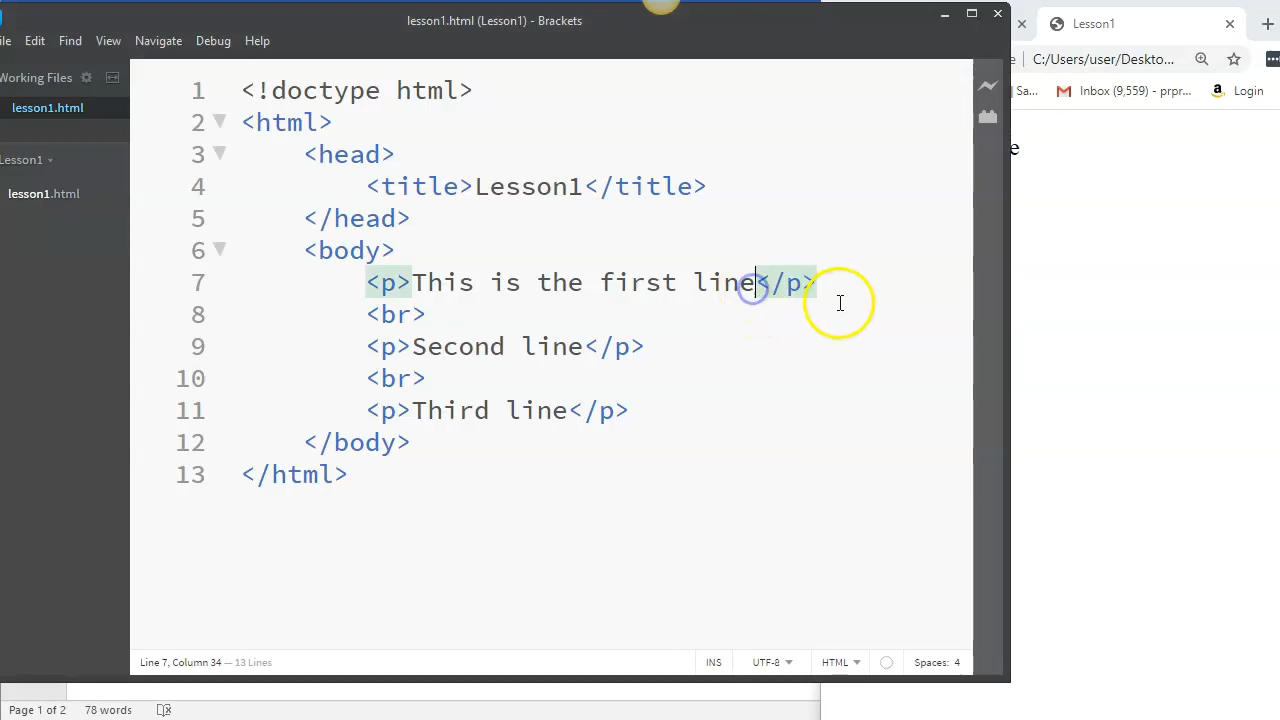 lesson1.html (Lesson1) - Brackets
ile Edit Find View Navigate Debug Help
Working Files
lesson1.html
Lesson1
lesson1.html
1 <!doctype html>
2 <html>
3 <head>
4 <title>Lesson1</title>
5 </head>
6 <body>
7 <p>This is the first line</p>
8 <br>
9 <p>Second line</p>
10 <br>
11 <p>Third line</p>
12 </body>
13 </html>
Line 7, Column 34 — 13 Lines
INS UTF-8 HTML Spaces: 4
Page 1 of 2 78 words
Lesson1
e C:/Users/user/Deskto...
Sa... Inbox (9,559) - prpr... Login
e